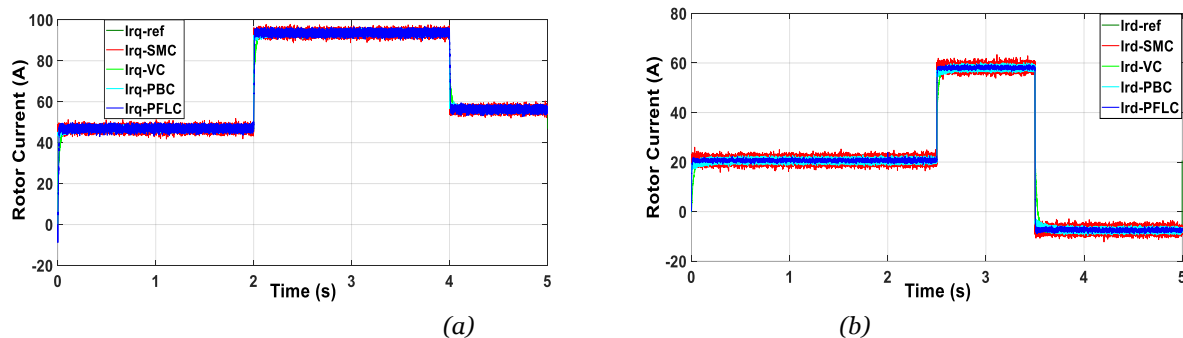 Rotor Current (A)
100
80
60
40
20
0
-20
Irq-ref
Irq-SMC
Irq-VC
Irq-PBC
Irq-PFLC
0 1 2 3 4 5
Time (s)
(a)
Rotor Current (A)
80
60
40
20
0
-20
Ird-ref
Ird-SMC
Ird-VC
Ird-PBC
Ird-PFLC
0 1 2 3 4 5
Time (s)
(b)